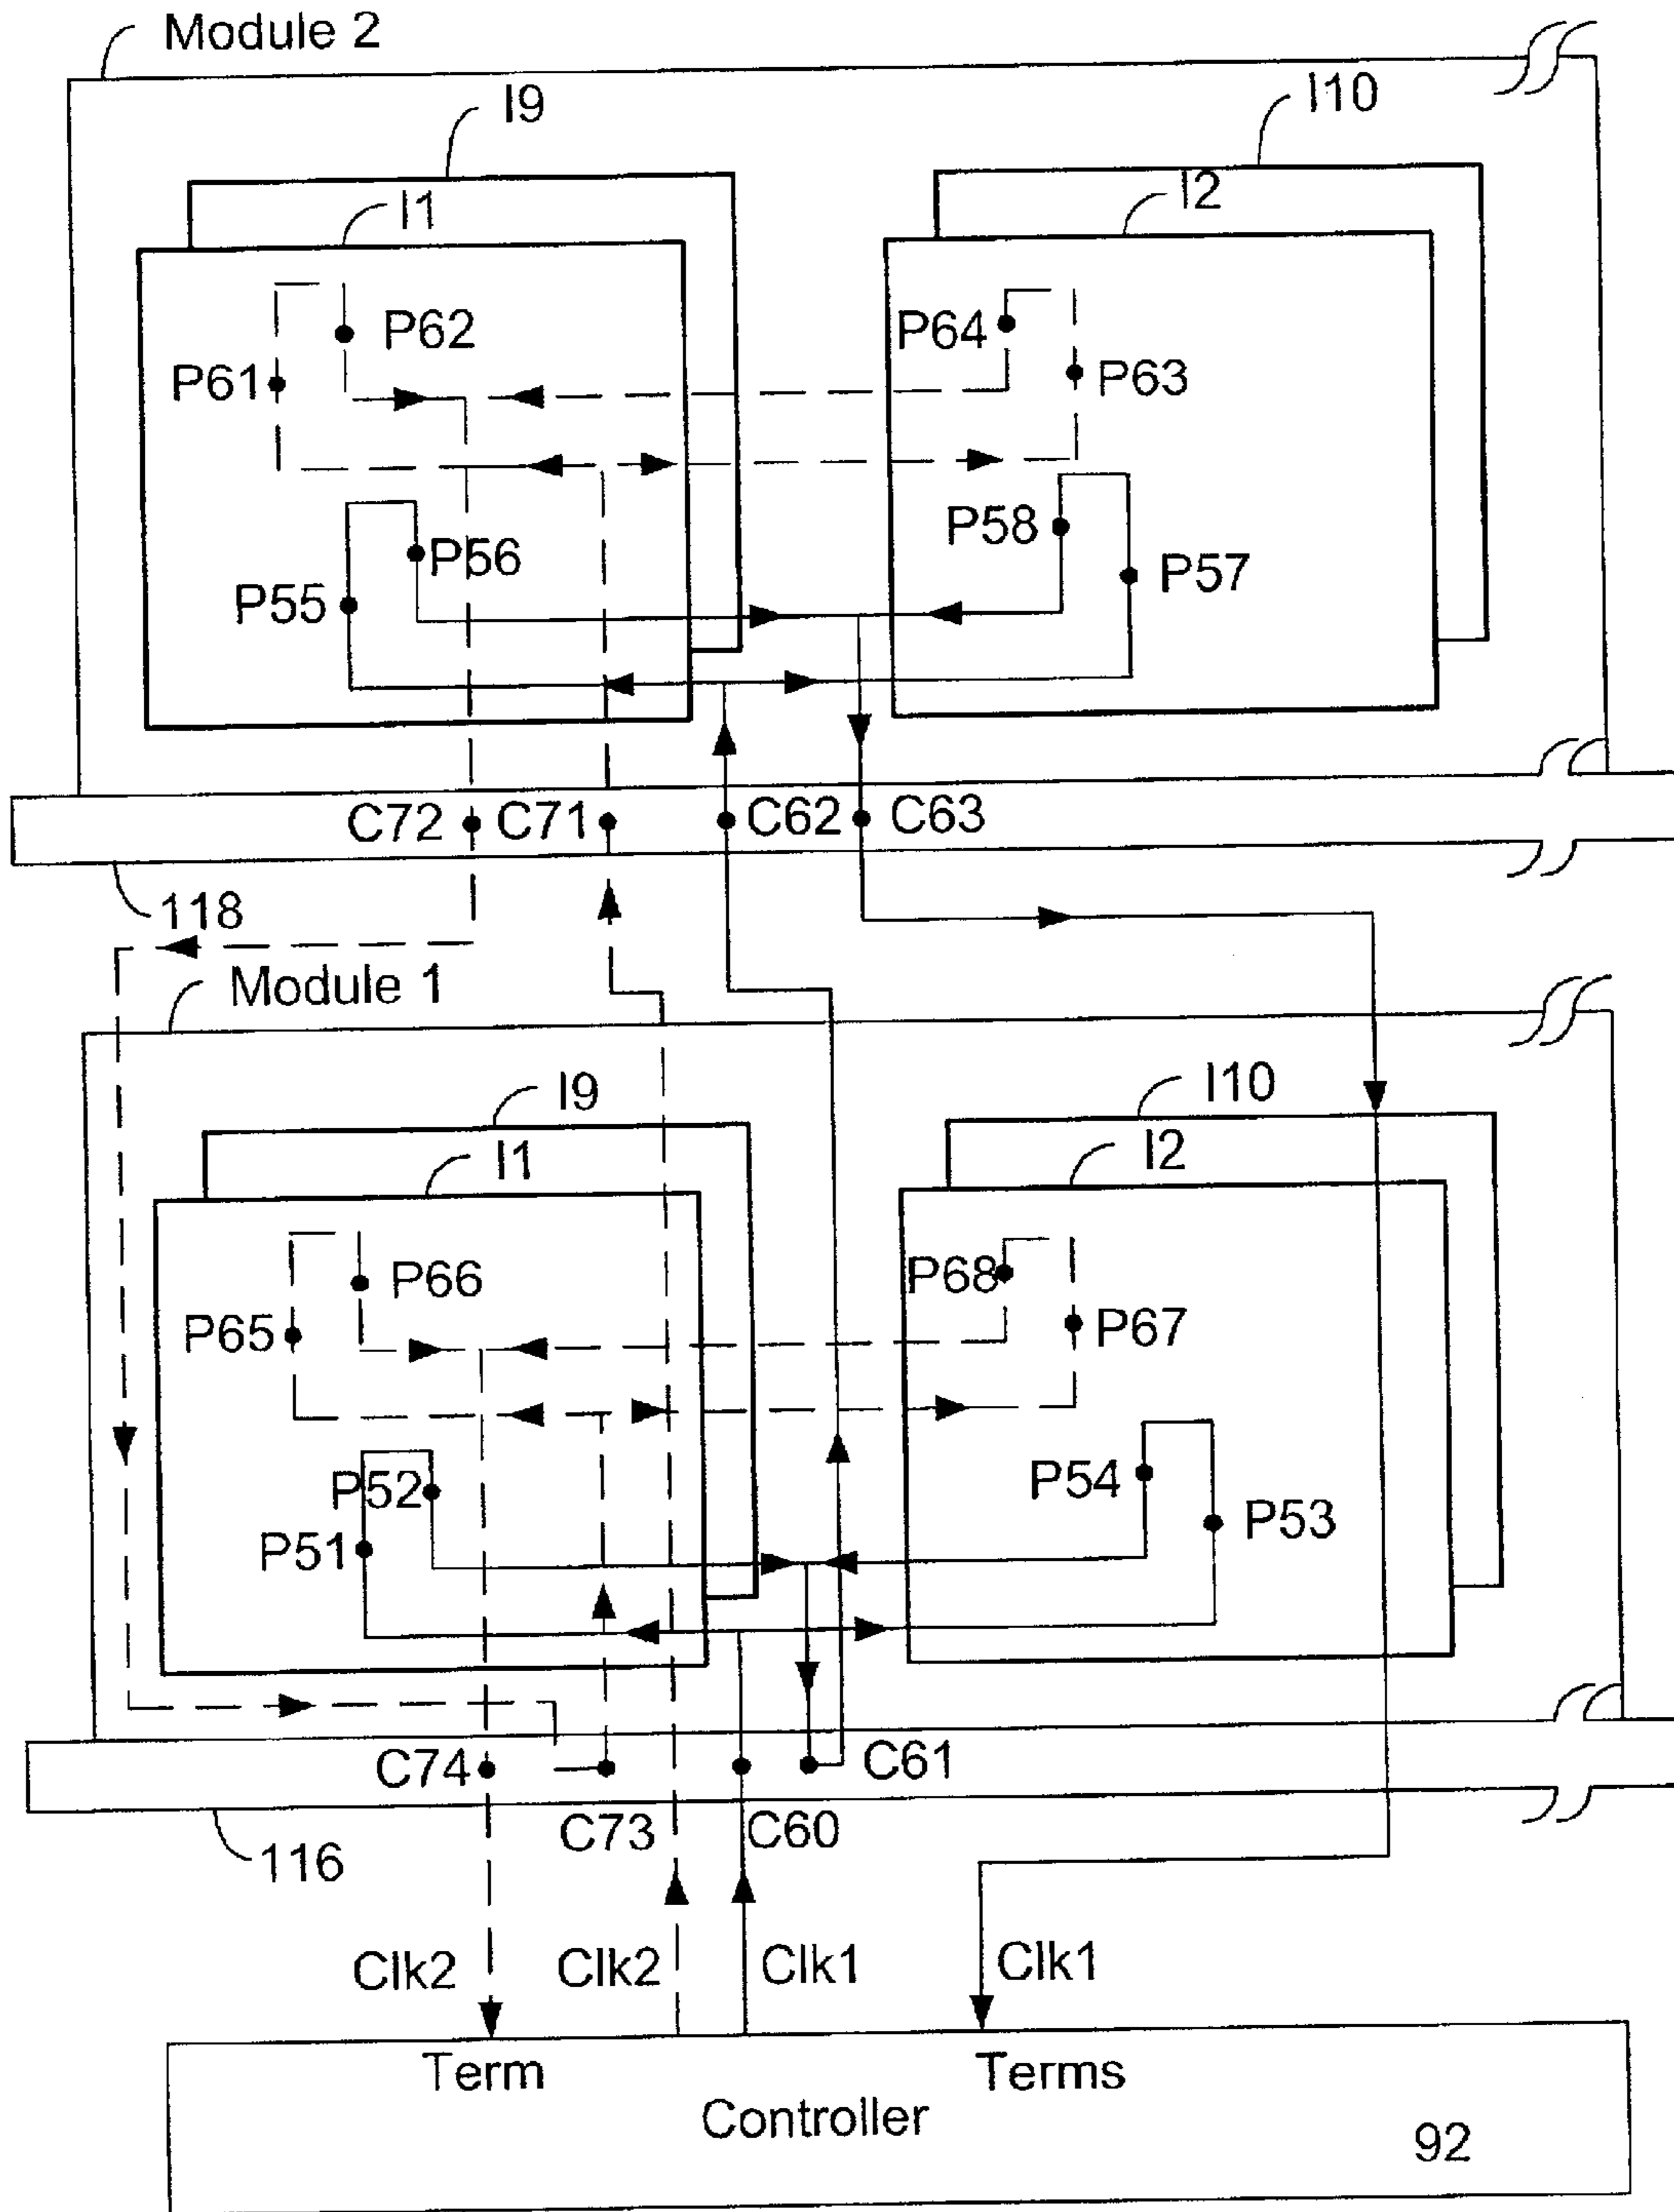 Module 2
I9
I10
I1
I2
P62
P64
P61
P63
P56
P58
P55
P57
C72
C71
C62
C63
118
Module 1
I9
I10
I1
I2
P66
P68
P65
P67
P52
P54
P51
P53
C74
C61
C73
C60
116
Clk2
Clk2
Clk1
Clk1
Term
Terms
Controller
92